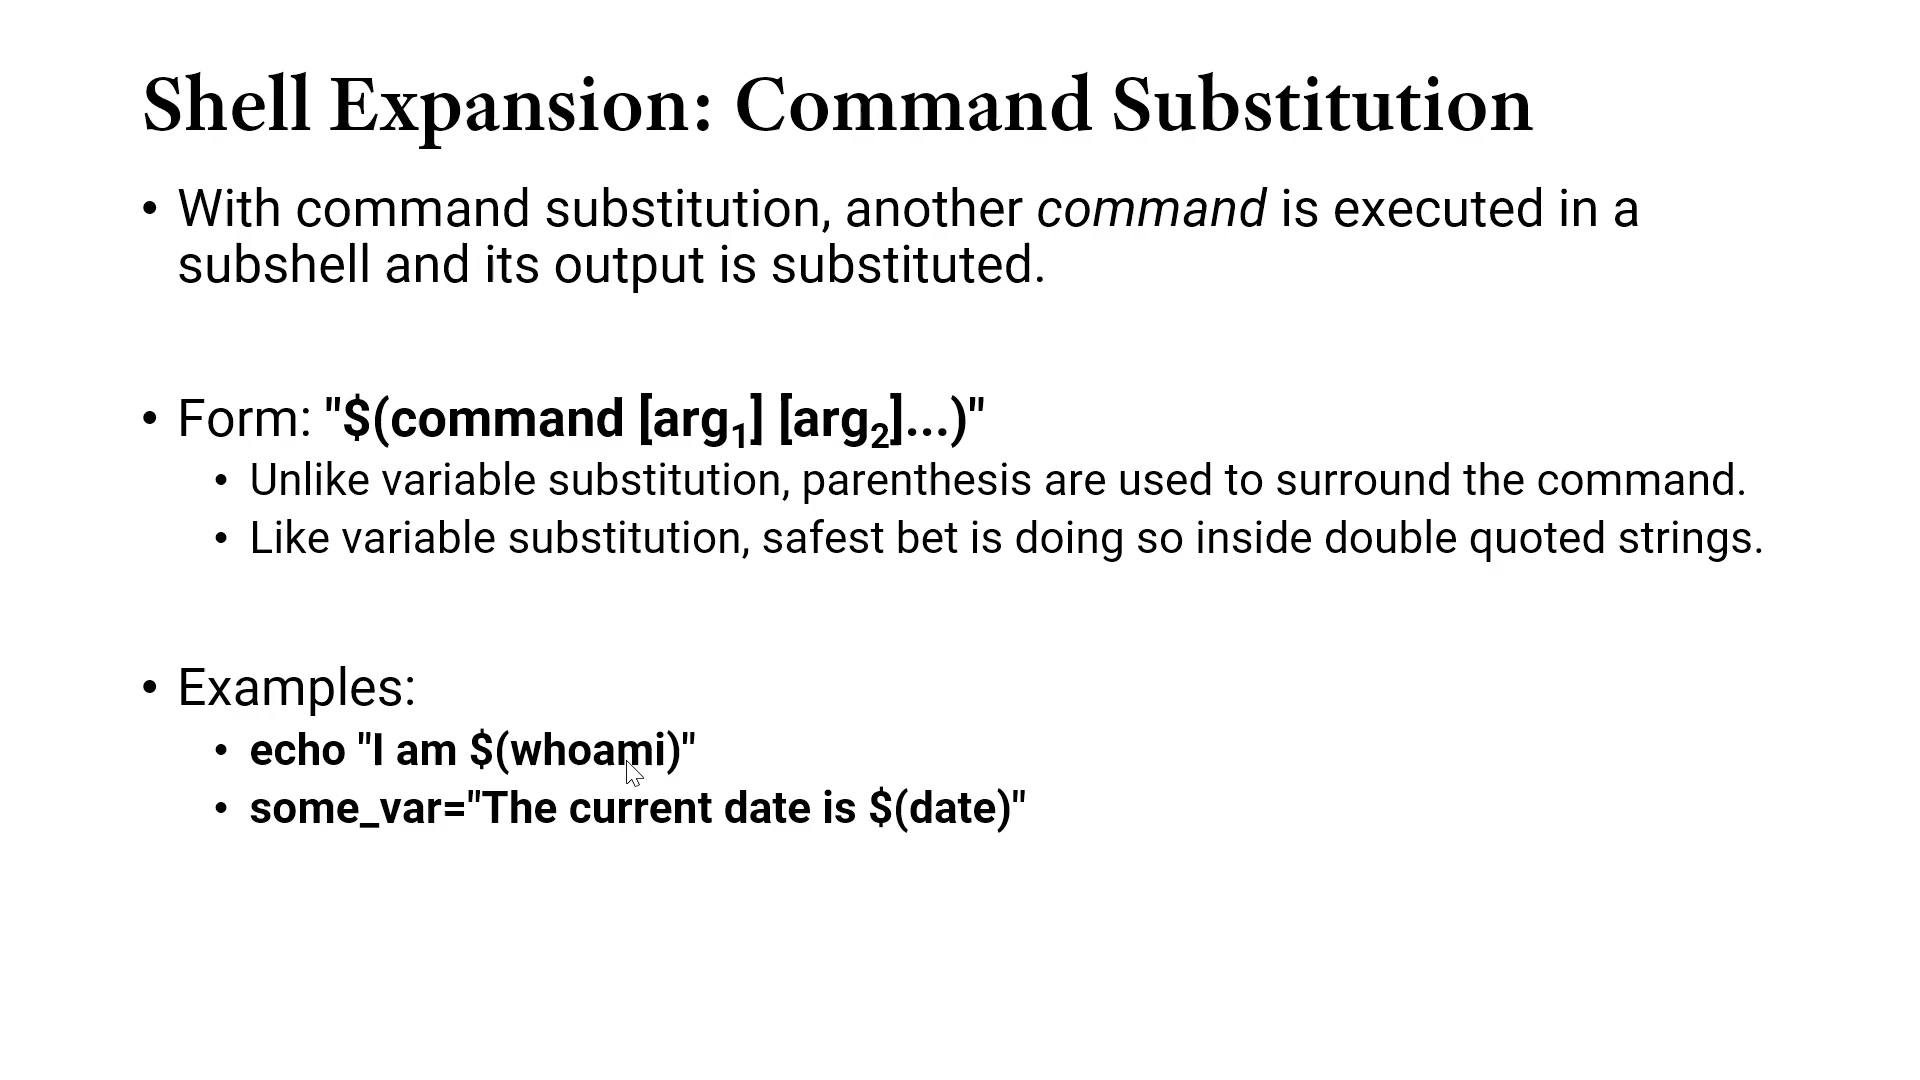 Shell Expansion: Command Substitution
• With command substitution, another command is executed in a
subshell and its output is substituted.
• Form: "$(command [arg₁] [arg₂]...)"
• Unlike variable substitution, parenthesis are used to surround the command.
• Like variable substitution, safest bet is doing so inside double quoted strings.
• Examples:
• echo "I am $(whoami)"
• some_var="The current date is $(date)"